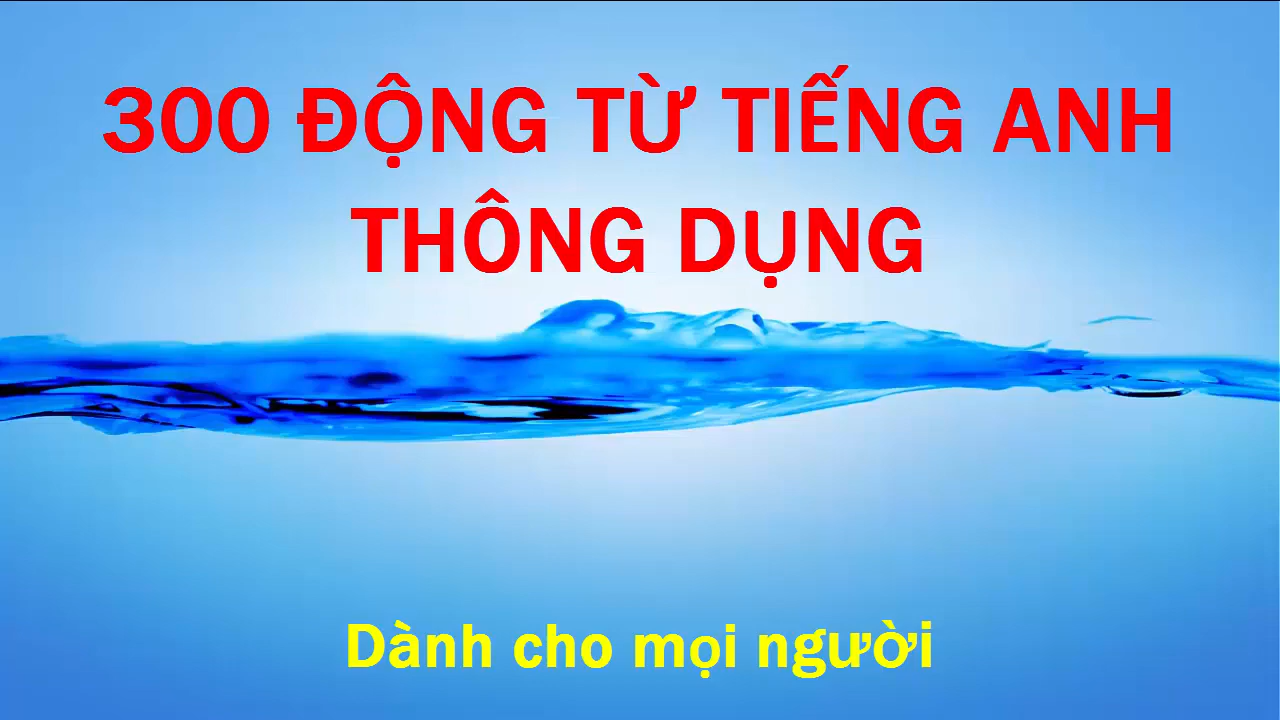 300 ĐỘNG TỪ TIẾNG ANH
THÔNG DỤNG
Dành cho mọi người